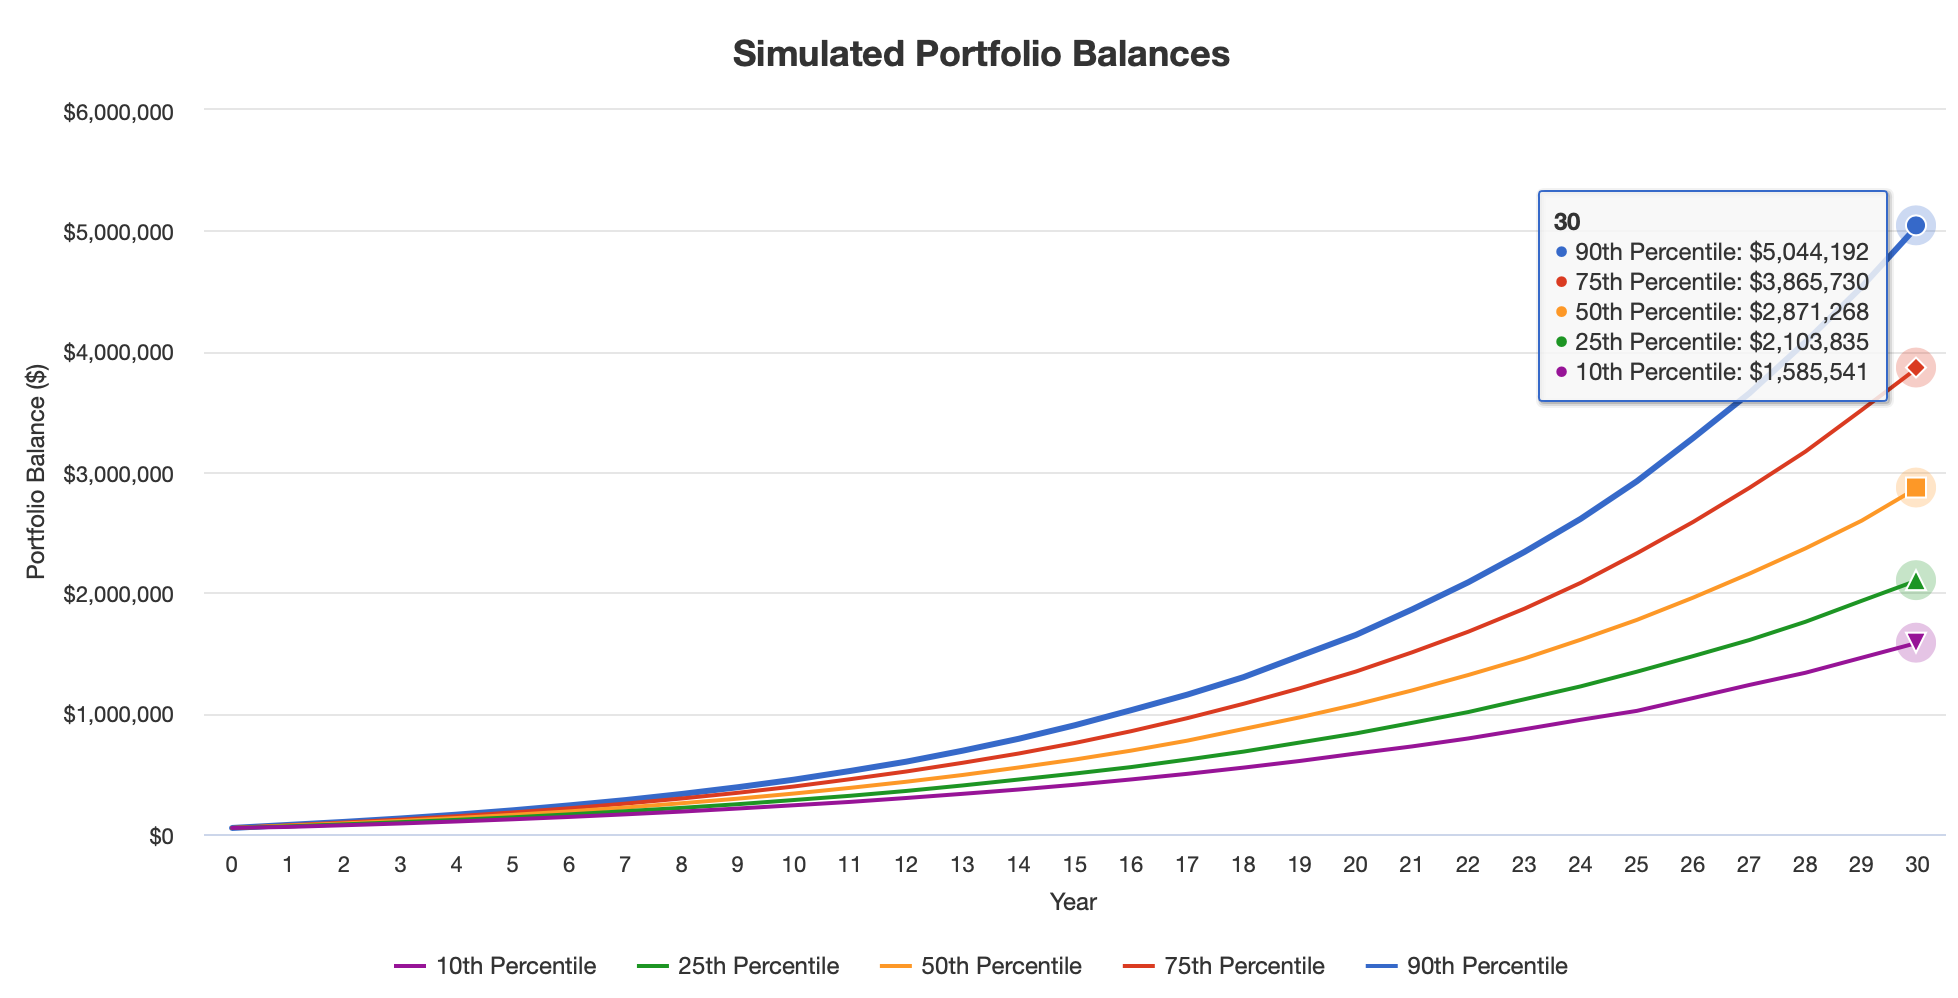 Simulated Portfolio Balances
$6,000,000
$5,000,000
$4,000,000
$3,000,000
$2,000,000
$1,000,000
$0
Portfolio Balance ($)
30
90th Percentile: $5,044,192
75th Percentile: $3,865,730
50th Percentile: $2,871,268
25th Percentile: $2,103,835
10th Percentile: $1,585,541
0 1 2 3 4 5 6 7 8 9 10 11 12 13 14 15 16 17 18 19 20 21 22 23 24 25 26 27 28 29 30
Year
10th Percentile 25th Percentile 50th Percentile 75th Percentile 90th Percentile